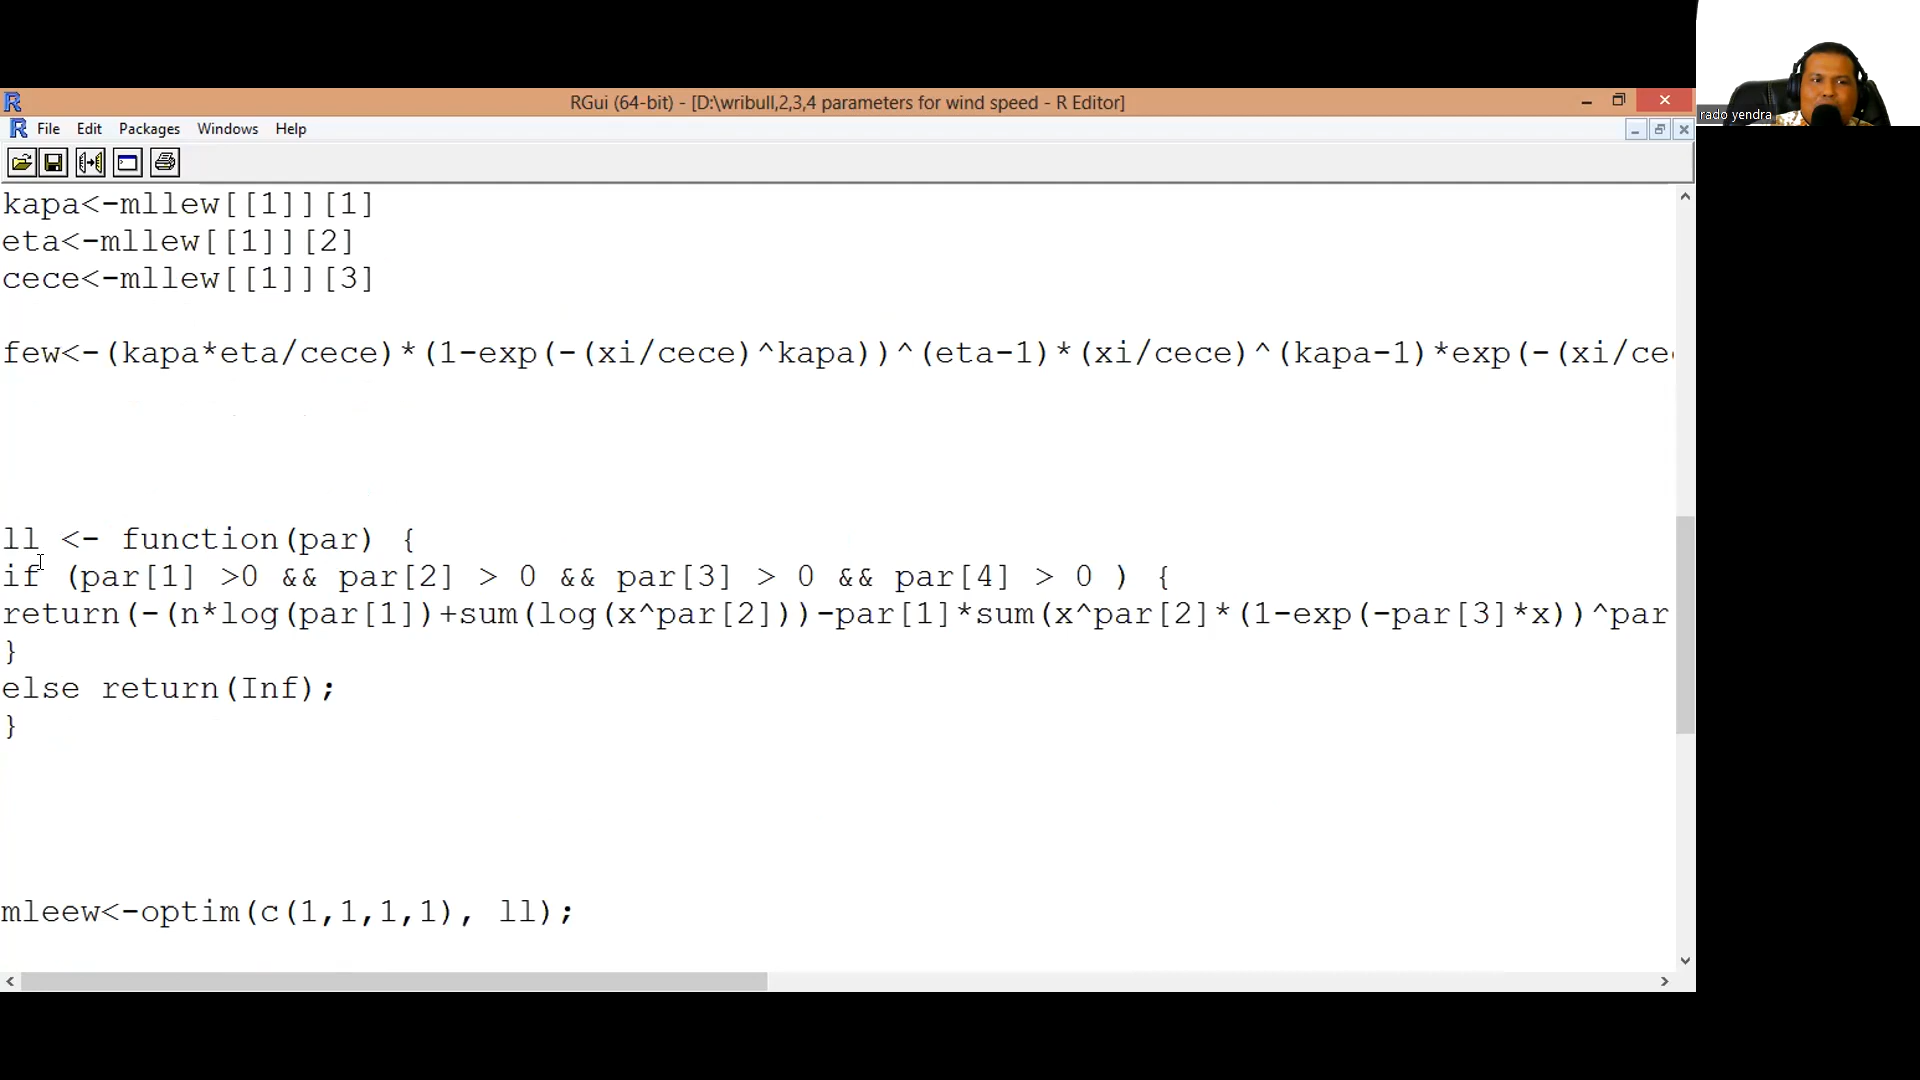 RGui (64-bit) - [D:\wribull,2,3,4 parameters for wind speed - R Editor]
File Edit Packages Windows Help
rado yendra
kapa<-mllew[[1]][1]
eta<-mllew[[1]][2]
cece<-mllew[[1]][3]
few<-(kapa*eta/cece)*(1-exp(-(xi/cece)^kapa))^(eta-1)*(xi/cece)^(kapa-1)*exp(-(xi/ce
ll <- function(par) {
if (par[1] >0 && par[2] > 0 && par[3] > 0 && par[4] > 0 ) {
return(-(n*log(par[1])+sum(log(x^par[2]))-par[1]*sum(x^par[2]*(1-exp(-par[3]*x))^par
}
else return(Inf);
}
mleew<-optim(c(1,1,1,1), ll);